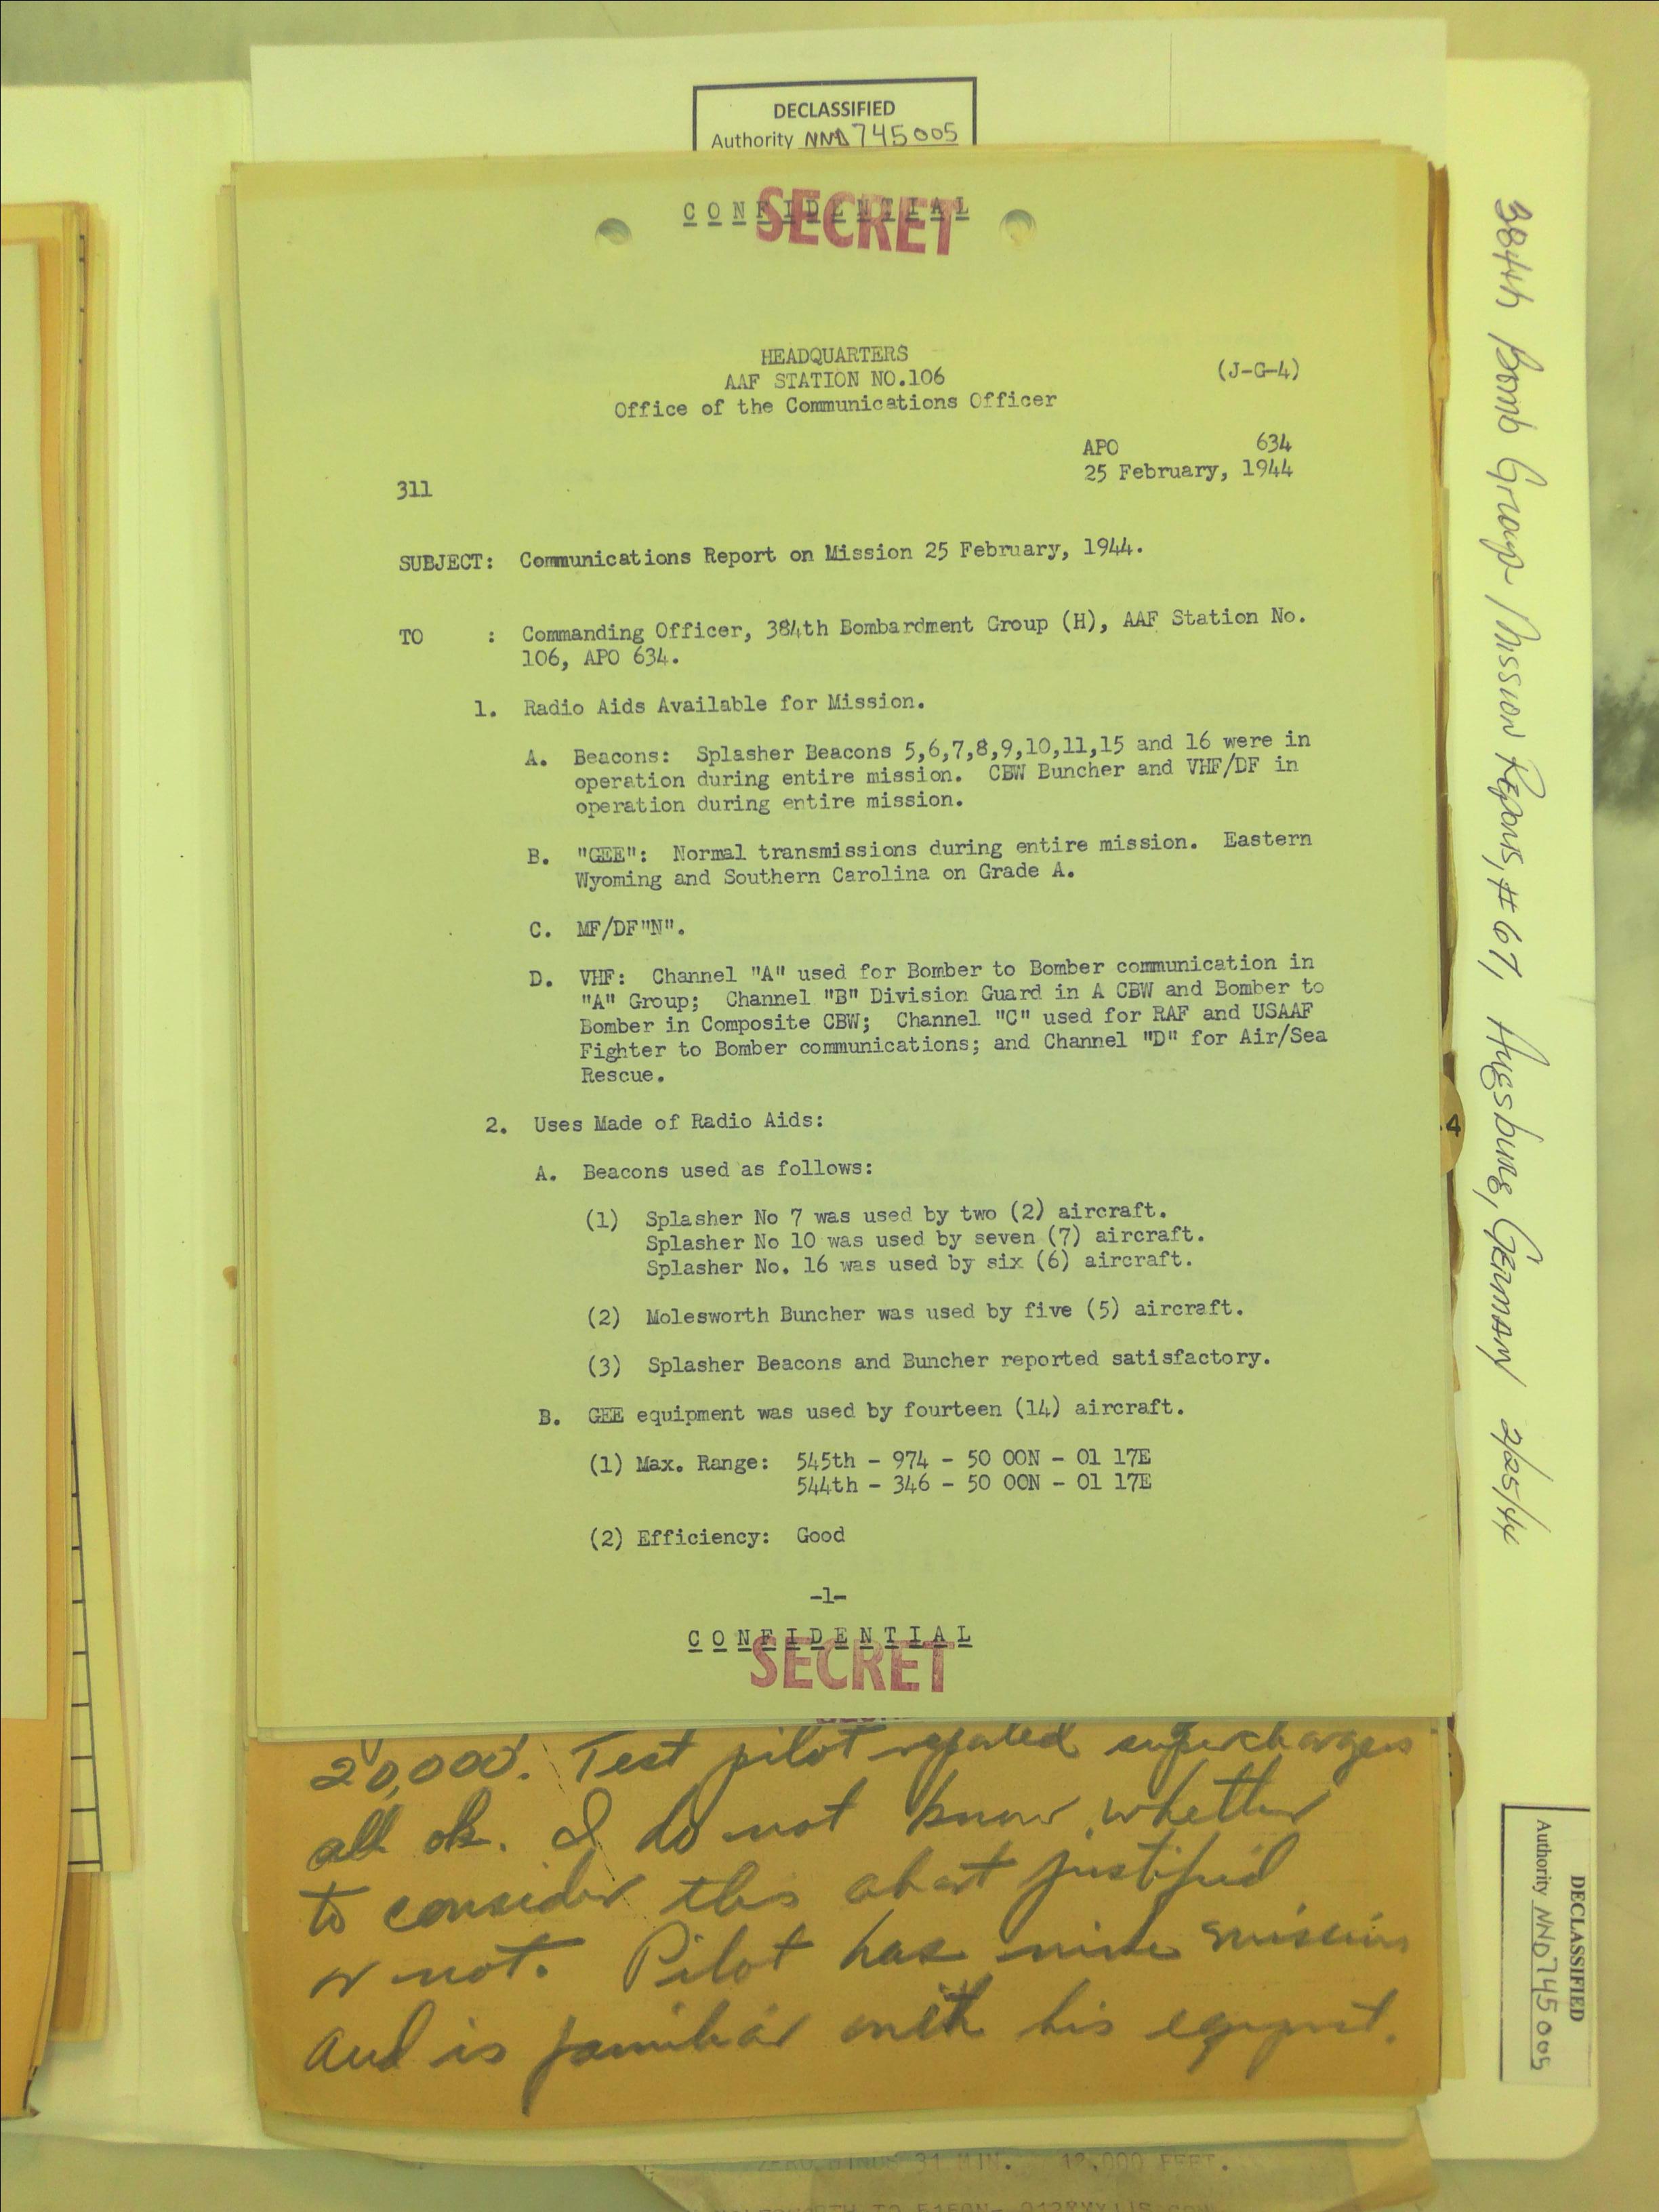 DECLASSIFIED
Authority NND 745005
CONFIDENTIAL
SECRET
HEADQUARTERS
AAF STATION NO.106
(J-G-4)
Office of the Communications Officer
APO 634
25 February, 1944
311
SUBJECT: Communications Report on Mission 25 February, 1944.
TO : Commanding Officer, 384th Bombardment Group (H), AAF Station No.
106, APO 634.
1. Radio Aids Available for Mission.
A. Beacons: Splasher Beacons 5,6,7,8,9,10,11,15 and 16 were in
operation during entire mission. CBW Buncher and VHF/DF in
operation during entire mission.
B. "GEE": Normal transmissions during entire mission. Eastern
Wyoming and Southern Carolina on Grade A.
C. MF/DF"N".
D. VHF: Channel "A" used for Bomber to Bomber communication in
"A" Group; Channel "B" Division Guard in A CBW and Bomber to
Bomber in Composite CBW; Channel "C" used for RAF and USAAF
Fighter to Bomber communications; and Channel "D" for Air/Sea
Rescue.
2. Uses Made of Radio Aids:
A. Beacons used as follows:
(1) Splasher No 7 was used by two (2) aircraft.
Splasher No 10 was used by seven (7) aircraft.
Splasher No. 16 was used by six (6) aircraft.
(2) Molesworth Buncher was used by five (5) aircraft.
(3) Splasher Beacons and Buncher reported satisfactory.
B. GEE equipment was used by fourteen (14) aircraft.
(1) Max. Range: 545th - 974 - 50 00N - 01 17E
544th - 346 - 50 00N - 01 17E
(2) Efficiency: Good
-1-
CONFIDENTIAL
SECRET
20,000'. Test pilot reported superchargers
all ok. I do not know whether
to consider this abort justified
or not. Pilot has nine missions
and is familiar with his
31 MIN. 12,000 FEET.
384th Bomb Group Mission Reports, #67, Augsburg, Germany 2/25/44
4
DECLASSIFIED
Authority NND 745005